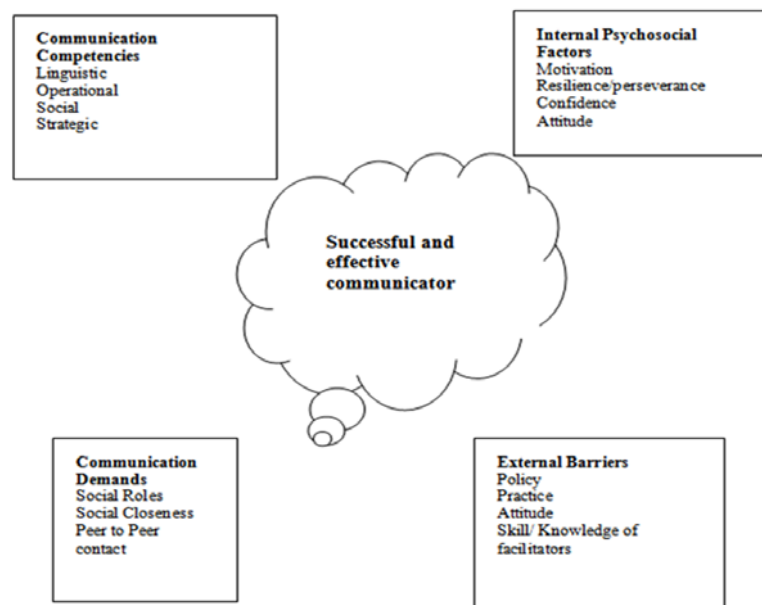 Communication
Competencies
Linguistic
Operational
Social
Strategic
Internal Psychosocial
Factors
Motivation
Resilience/perseverance
Confidence
Attitude
Successful and
effective
communicator
Communication
Demands
Social Roles
Social Closeness
Peer to Peer
contact
External Barriers
Policy
Practice
Attitude
Skill/ Knowledge of
facilitators